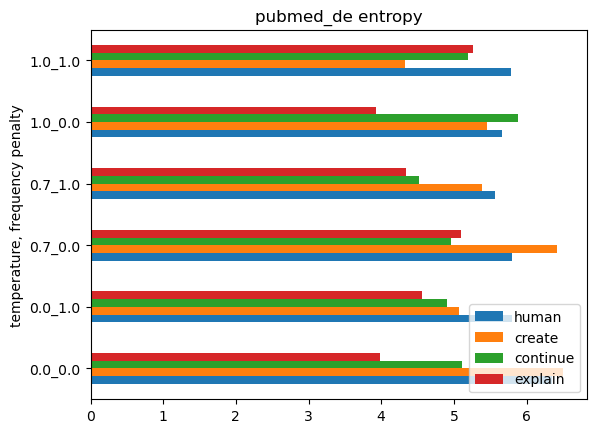 pubmed_de entropy
temperature, frequency penalty
1.0_1.0
1.0_0.0
0.7_1.0
0.7_0.0
0.0_1.0
0.0_0.0
human
create
continue
explain
0 1 2 3 4 5 6